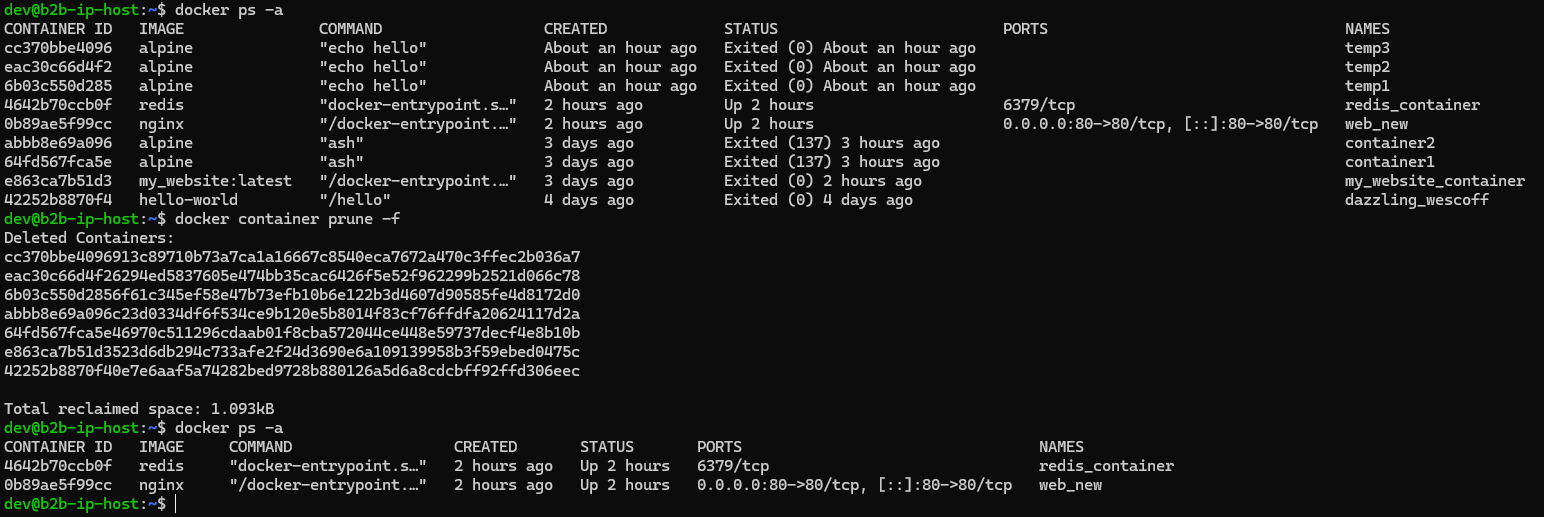 dev@b2b-ip-host:~$ docker ps -a
CONTAINER ID   IMAGE               COMMAND                  CREATED             STATUS                         PORTS                                 NAMES
cc370bbe4096   alpine              "echo hello"             About an hour ago   Exited (0) About an hour ago                                         temp3
eac30c66d4f2   alpine              "echo hello"             About an hour ago   Exited (0) About an hour ago                                         temp2
6b03c550d285   alpine              "echo hello"             About an hour ago   Exited (0) About an hour ago                                         temp1
4642b70ccb0f   redis               "docker-entrypoint.s…"   2 hours ago         Up 2 hours                     6379/tcp                              redis_container
0b89ae5f99cc   nginx               "/docker-entrypoint.…"   2 hours ago         Up 2 hours                     0.0.0.0:80->80/tcp, [::]:80->80/tcp   web_new
abbb8e69a096   alpine              "ash"                    3 days ago          Exited (137) 3 hours ago                                             container2
64fd567fca5e   alpine              "ash"                    3 days ago          Exited (137) 3 hours ago                                             container1
e863ca7b51d3   my_website:latest   "/docker-entrypoint.…"   3 days ago          Exited (0) 2 hours ago                                               my_website_container
42252b8870f4   hello-world         "/hello"                 4 days ago          Exited (0) 4 days ago                                                dazzling_wescoff
dev@b2b-ip-host:~$ docker container prune -f
Deleted Containers:
cc370bbe4096913c89710b73a7ca1a16667c8540eca7672a470c3ffec2b036a7
eac30c66d4f26294ed5837605e474bb35cac6426f5e52f962299b2521d066c78
6b03c550d2856f61c345ef58e47b73efb10b6e122b3d4607d90585fe4d8172d0
abbb8e69a096c23d0334df6f534ce9b120e5b8014f83cf76ffdfa20624117d2a
64fd567fca5e46970c511296cdaab01f8cba572044ce448e59737decf4e8b10b
e863ca7b51d3523d6db294c733afe2f24d3690e6a109139958b3f59ebed0475c
42252b8870f40e7e6aaf5a74282bed9728b880126a5d6a8cdcbff92ffd306eec

Total reclaimed space: 1.093kB
dev@b2b-ip-host:~$ docker ps -a
CONTAINER ID   IMAGE     COMMAND                  CREATED       STATUS       PORTS                                 NAMES
4642b70ccb0f   redis     "docker-entrypoint.s…"   2 hours ago   Up 2 hours   6379/tcp                              redis_container
0b89ae5f99cc   nginx     "/docker-entrypoint.…"   2 hours ago   Up 2 hours   0.0.0.0:80->80/tcp, [::]:80->80/tcp   web_new
dev@b2b-ip-host:~$